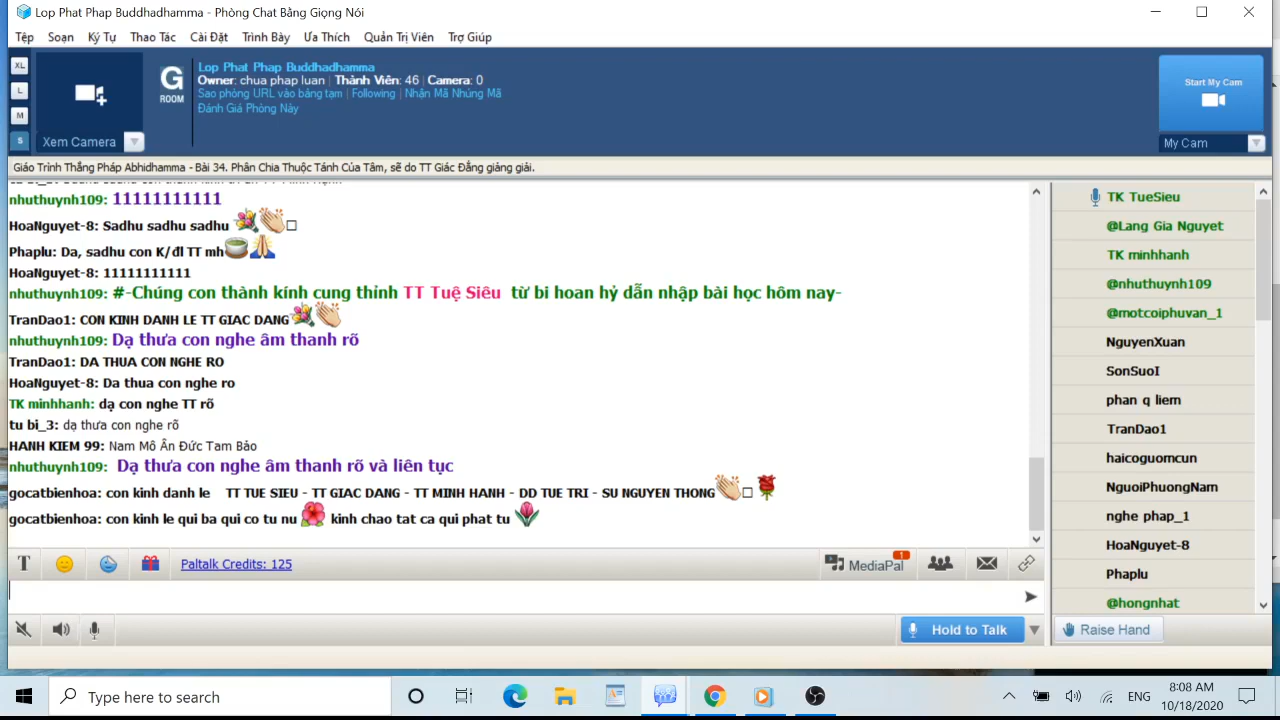 Lop Phat Phap Buddhadhamma - Phòng Chat Bằng Giọng Nói
Tệp Soạn Ký Tự Thao Tác Cài Đặt Trình Bày Ưa Thích Quản Trị Viên Trợ Giúp
XL
L
M
S
Xem Camera
G
ROOM
Lop Phat Phap Buddhadhamma
Owner: chua phap luan | Thành Viên: 46 | Camera: 0
Sao phòng URL vào bảng tạm | Following | Nhận Mã Nhúng Mã
Đánh Giá Phòng Này
Start My Cam
My Cam
Giáo Trình Thắng Pháp Abhidhamma - Bài 34. Phân Chia Thuộc Tánh Của Tâm, sẽ do TT Giác Đẳng giảng giải.
nhuthuynh109: 11111111111
HoaNguyet-8: Sadhu sadhu sadhu
Phaplu: Da, sadhu con K/đl TT mh
HoaNguyet-8: 11111111111
nhuthuynh109: #-Chúng con thành kính cung thỉnh TT Tuệ Siêu từ bi hoan hỷ dẫn nhập bài học hôm nay-
TranDao1: CON KINH DANH LE TT GIAC DANG
nhuthuynh109: Dạ thưa con nghe âm thanh rõ
TranDao1: DA THUA CON NGHE RO
HoaNguyet-8: Da thua con nghe ro
TK minhhanh: dạ con nghe TT rõ
tu bi_3: dạ thưa con nghe rõ
HANH KIEM 99: Nam Mô Ân Đức Tam Bảo
nhuthuynh109: Dạ thưa con nghe âm thanh rõ và liên tục
gocatbienhoa: con kinh danh le TT TUE SIEU - TT GIAC DANG - TT MINH HANH - DD TUE TRI - SU NGUYEN THONG
gocatbienhoa: con kinh le qui ba qui co tu nu kinh chao tat ca qui phat tu
TK TueSieu
@Lang Gia Nguyet
TK minhhanh
@nhuthuynh109
@motcoiphuvan_1
NguyenXuan
SonSuoI
phan q liem
TranDao1
haicoguomcun
NguoiPhuongNam
nghe phap_1
HoaNguyet-8
Phaplu
@hongnhat
T Paltalk Credits: 125 MediaPal 1
Hold to Talk Raise Hand
Type here to search
ENG
8:08 AM
10/18/2020